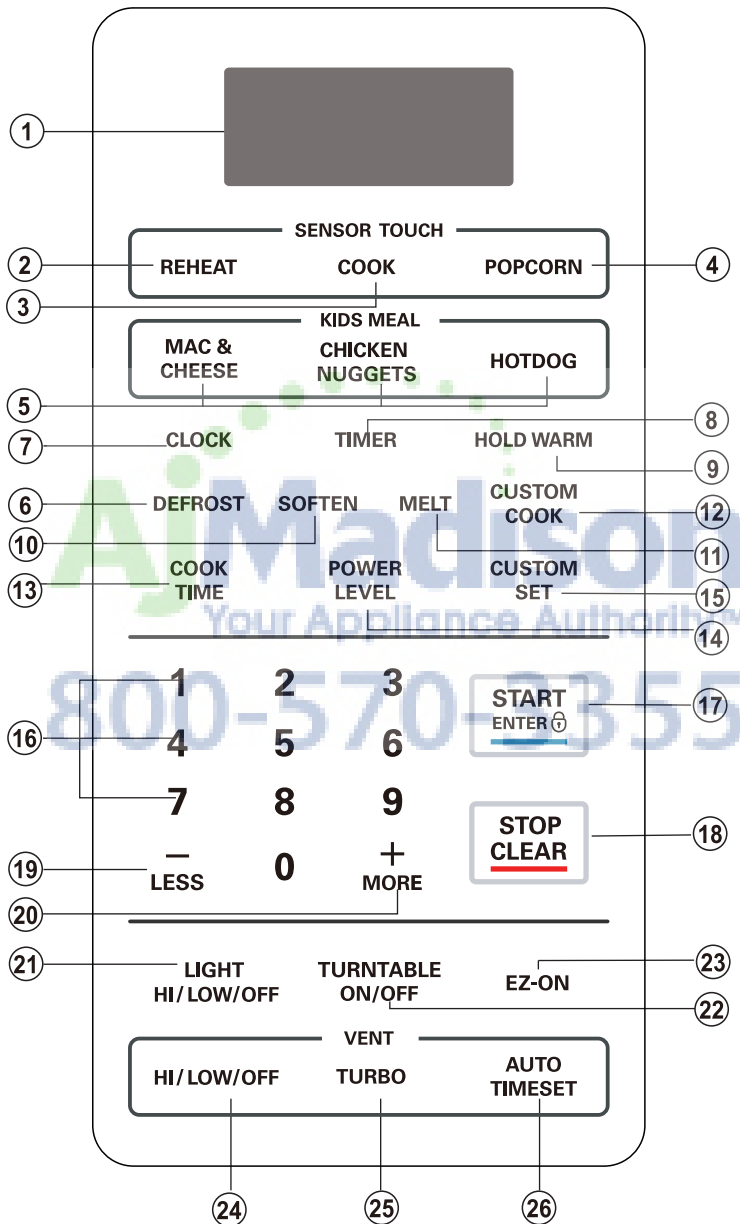 1
SENSOR TOUCH
2 REHEAT COOK POPCORN 4
3
KIDS MEAL
MAC & CHEESE
CHICKEN NUGGETS
HOTDOG
5
8
7 CLOCK TIMER HOLD WARM
9
6 DEFROST SOFTEN MELT
CUSTOM COOK
12
10
11
13
COOK TIME
POWER LEVEL
CUSTOM SET
15
14
AjMadison
Your Appliance Authority™
800-570-3355
1 2 3
START
ENTER
17
16
4 5 6
7 8 9
STOP
CLEAR
18
19
−
LESS
0
+
MORE
20
21
LIGHT
HI/LOW/OFF
TURNTABLE
ON/OFF
EZ-ON
23
22
VENT
HI/LOW/OFF
TURBO
AUTO
TIMESET
24 25 26